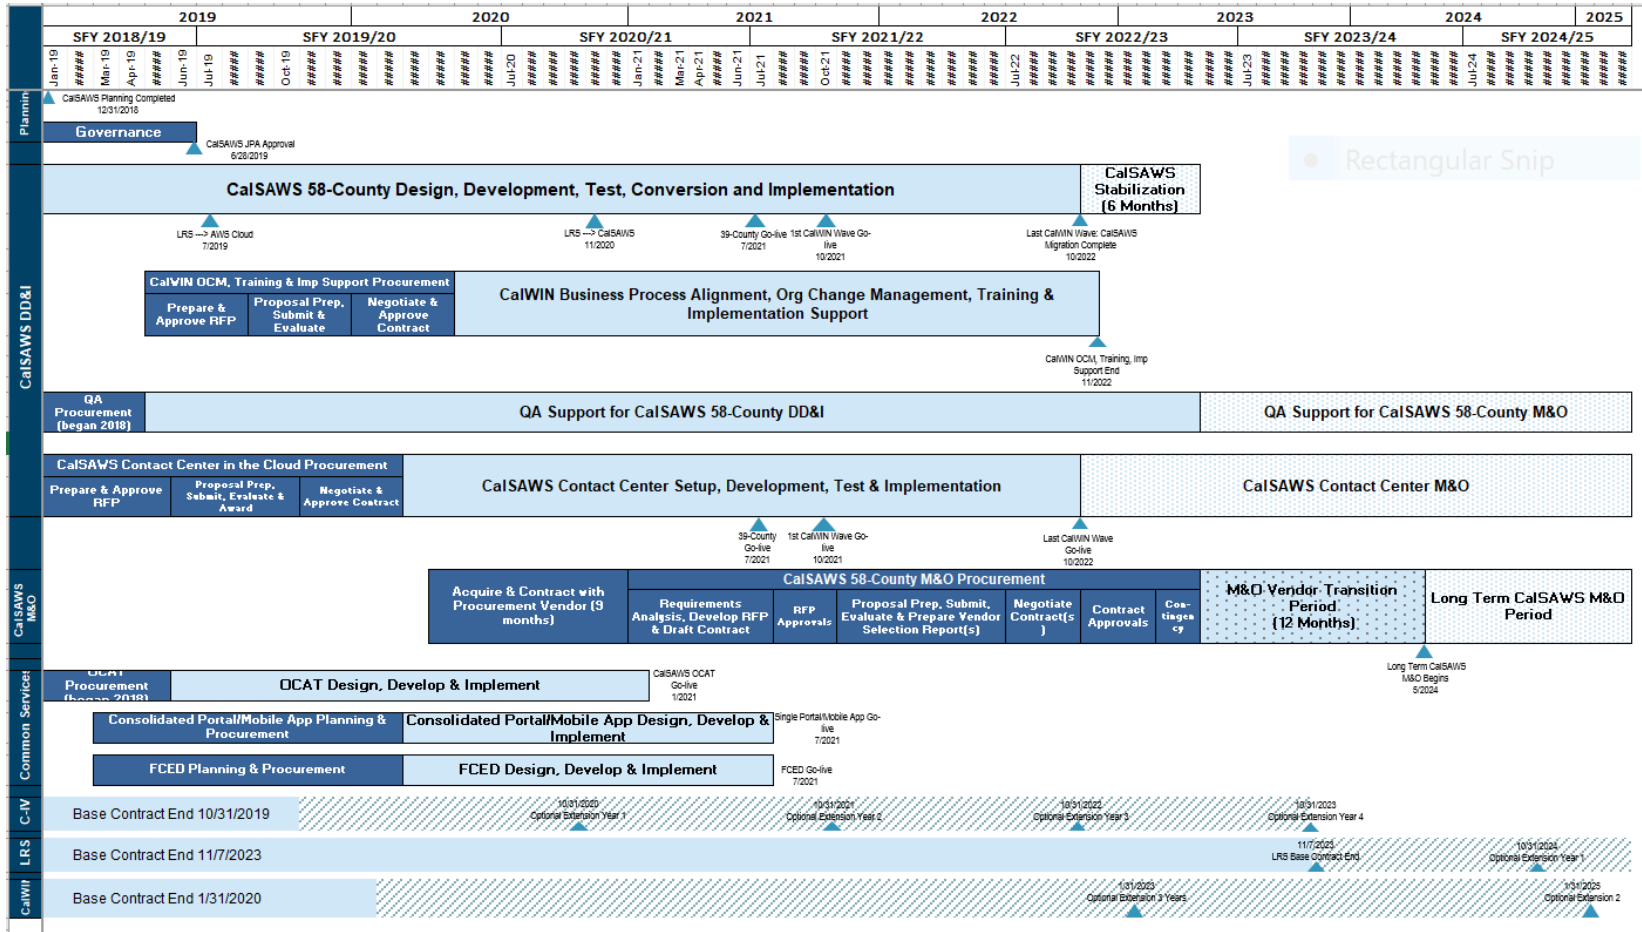 2019 2020 2021 2022 2023 2024 2025
SFY 2018/19 SFY 2019/20 SFY 2020/21 SFY 2021/22 SFY 2022/23 SFY 2023/24 SFY 2024/25
Jan-19 #### Mar-19 Apr-19 #### Jun-19 Jul-19 #### #### Oct-19 #### #### #### #### #### #### #### #### Jul-20 #### #### #### #### Jan-21 #### Mar-21 Apr-21 #### Jun-21 Jul-21 #### #### Oct-21 #### #### #### #### #### #### #### #### Jul-22 #### #### #### #### #### #### #### #### Jul-23 #### #### #### #### #### #### #### #### Jul-24 #### #### #### #### #### ####
Planning
CalSAWS Planning Completed
12/31/2018
Governance
CalSAWS JPA Approval
6/28/2019
Rectangular Snip
CalSAWS DD&I
CalSAWS 58-County Design, Development, Test, Conversion and Implementation
CalSAWS
Stabilization
(6 Months)
LRS ---> AWS Cloud
7/2019
LRS ---> CalSAWS
11/2020
39-County Go-live
7/2021
1st CalWIN Wave Go-
live
10/2021
Last CalWIN Wave: CalSAWS
Migration Complete
10/2022
CalWIN OCM, Training & Imp Support Procurement
Prepare &
Approve RFP
Proposal Prep,
Submit &
Evaluate
Negotiate &
Approve
Contract
CalWIN Business Process Alignment, Org Change Management, Training &
Implementation Support
CalWIN OCM, Training, Imp
Support End
11/2022
QA
Procurement
(began 2018)
QA Support for CalSAWS 58-County DD&I
QA Support for CalSAWS 58-County M&O
CalSAWS Contact Center in the Cloud Procurement
Prepare & Approve
RFP
Proposal Prep,
Submit, Evaluate &
Award
Negotiate &
Approve Contract
CalSAWS Contact Center Setup, Development, Test & Implementation
CalSAWS Contact Center M&O
39-County
Go-live
7/2021
1st CalWIN Wave Go-
live
10/2021
Last CalWIN Wave
Go-live
10/2022
CalSAWS
M&O
Acquire & Contract with
Procurement Vendor (9
months)
CalSAWS 58-County M&O Procurement
Requirements
Analysis, Develop RFP
& Draft Contract
RFP
Approvals
Proposal Prep, Submit,
Evaluate & Prepare Vendor
Selection Report(s)
Negotiate
Contract(s
)
Contract
Approvals
Con-
tingen
cy
M&O Vendor Transition
Period
(12 Months)
Long Term CalSAWS M&O
Period
Long Term CalSAWS
M&O Begins
5/2024
Common Services
OCAT
Procurement
(began 2018)
OCAT Design, Develop & Implement
CalSAWS OCAT
Go-live
1/2021
Consolidated Portal/Mobile App Planning &
Procurement
Consolidated Portal/Mobile App Design, Develop &
Implement
Single Portal/Mobile App Go-
live
7/2021
FCED Planning & Procurement
FCED Design, Develop & Implement
FCED Go-live
7/2021
C-IV
Base Contract End 10/31/2019
10/31/2020
Optional Extension Year 1
10/31/2021
Optional Extension Year 2
10/31/2022
Optional Extension Year 3
10/31/2023
Optional Extension Year 4
LRS
Base Contract End 11/7/2023
11/7/2023
LRS Base Contract End
10/31/2024
Optional Extension Year 1
CalWIN
Base Contract End 1/31/2020
1/31/2023
Optional Extension 3 Years
1/31/2025
Optional Extension 2